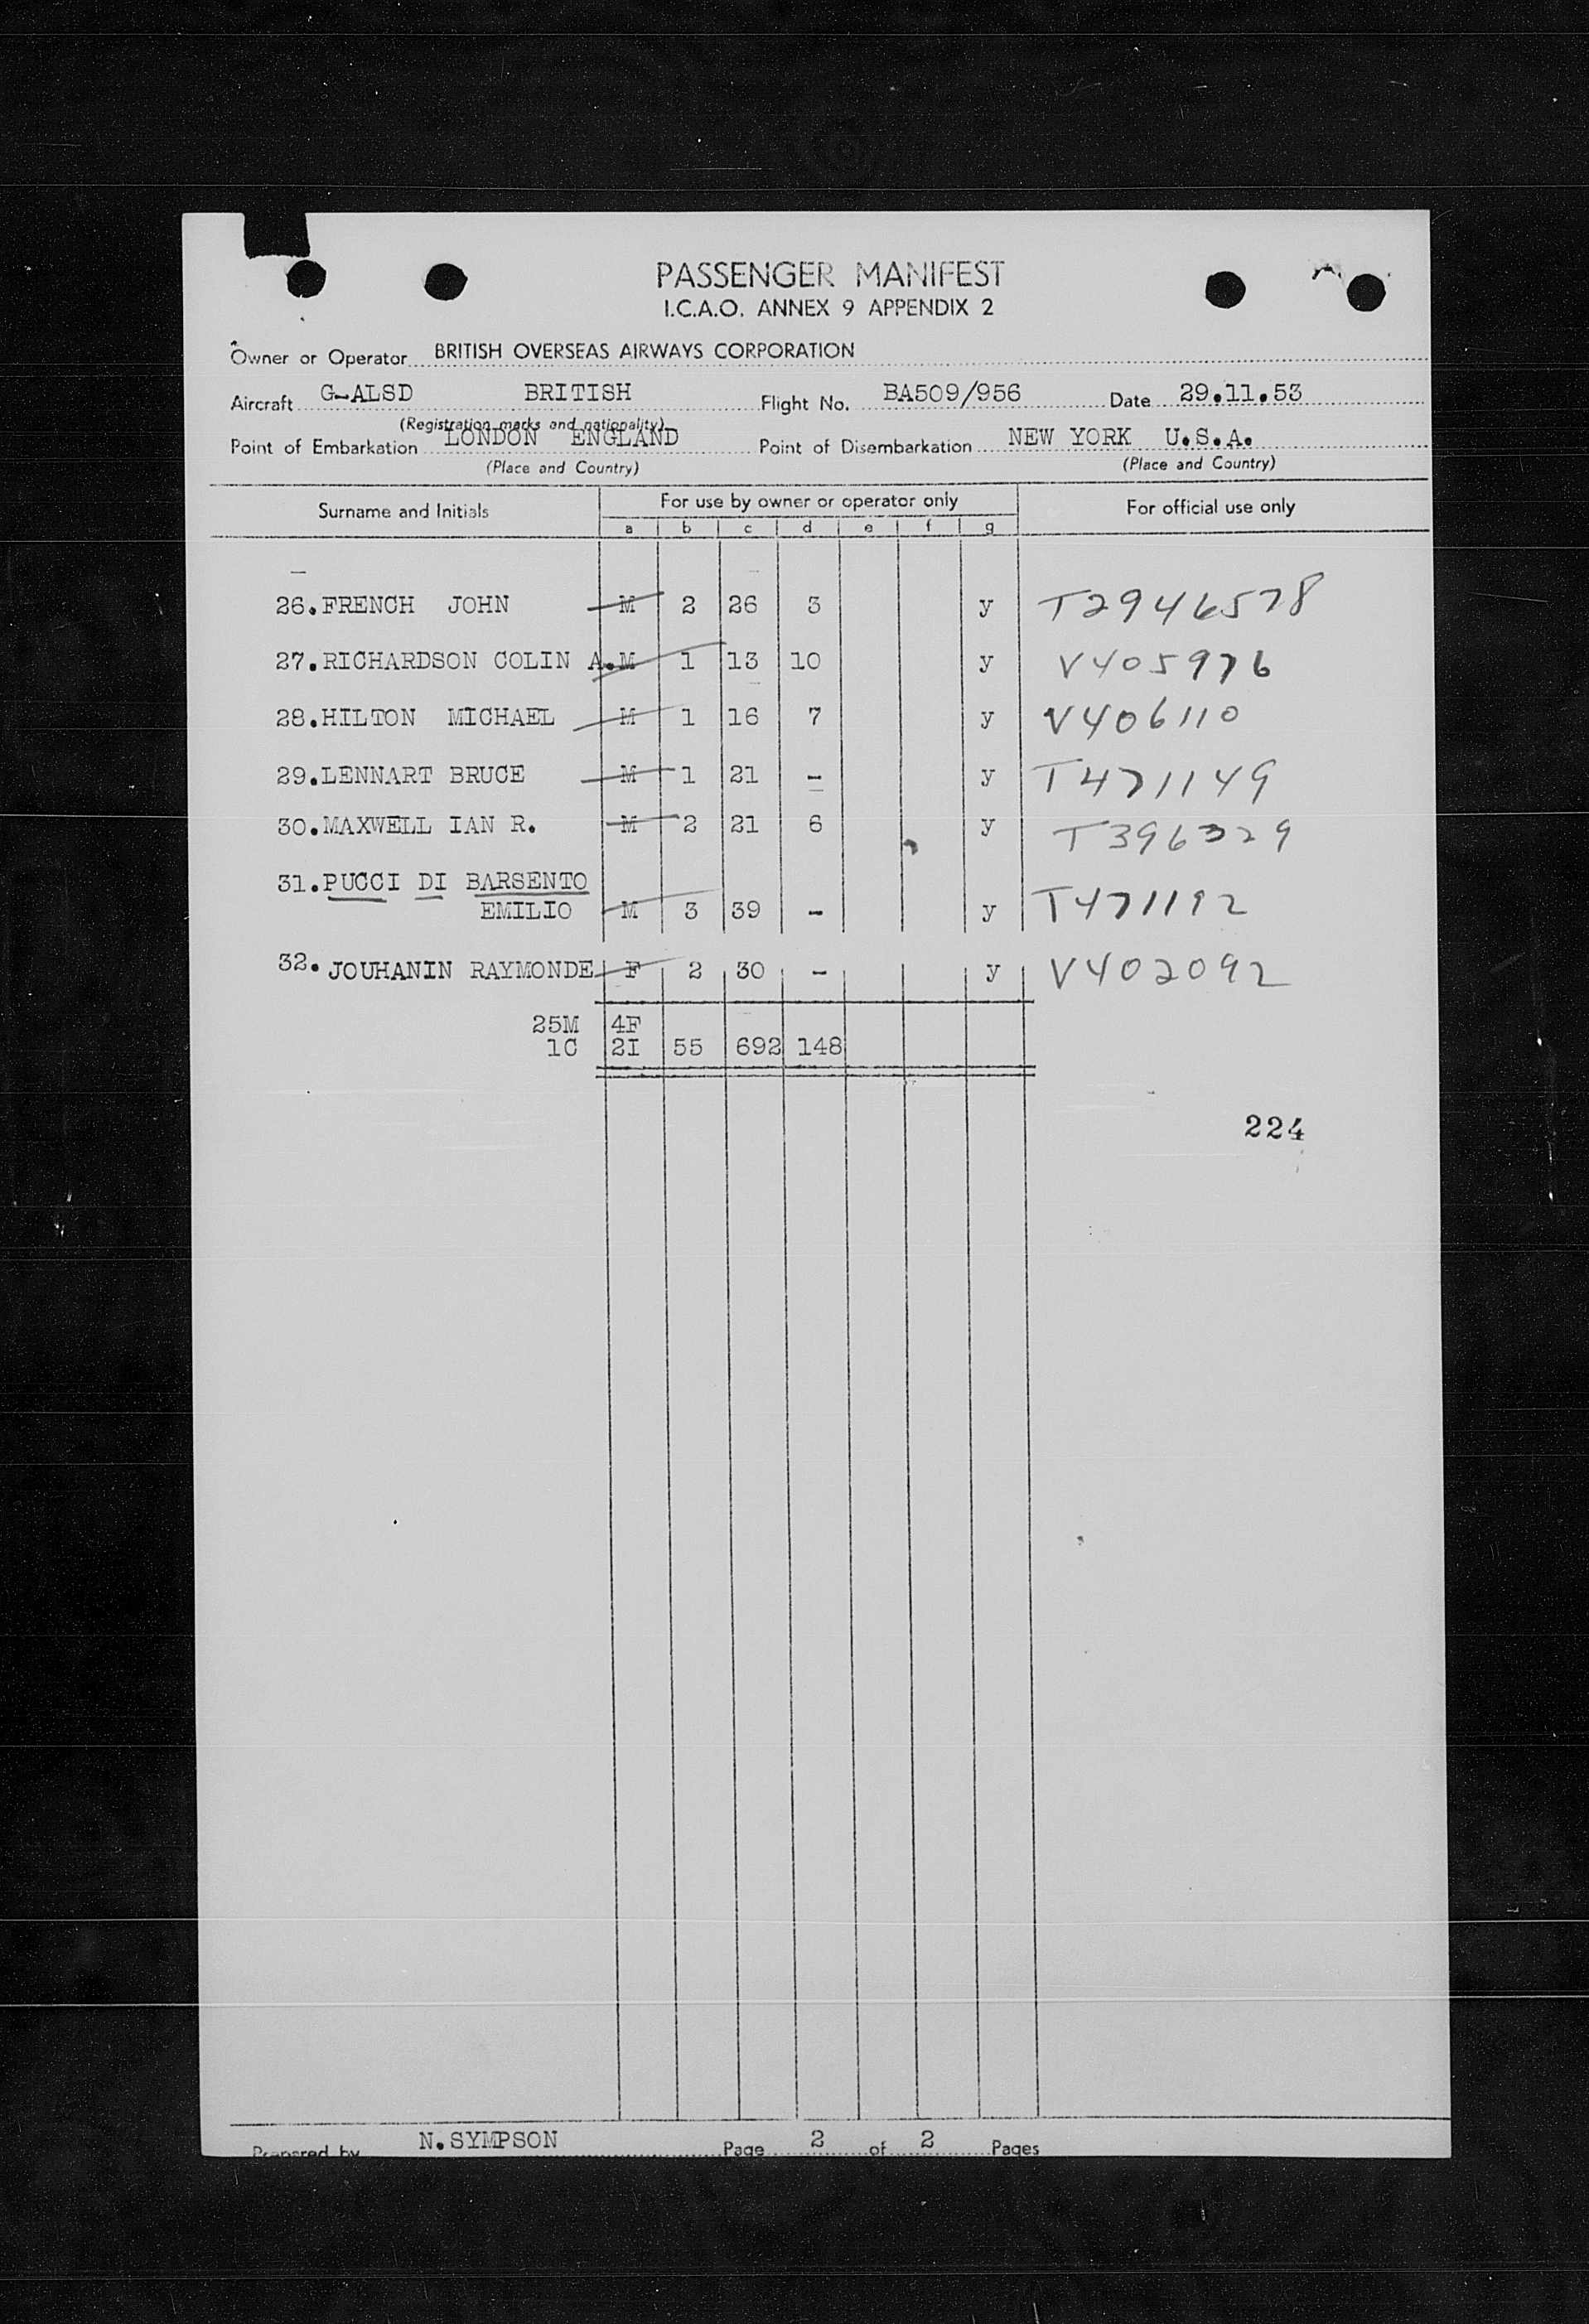 PASSENGER MANIFEST
I.C.A.O. ANNEX 9 APPENDIX 2
Owner or Operator BRITISH OVERSEAS AIRWAYS CORPORATION
Aircraft G-ALSD BRITISH Flight No. BA509/956 Date 29.11.53
(Registration marks and nationality)
Point of Embarkation LONDON ENGLAND Point of Disembarkation NEW YORK U.S.A.
(Place and Country) (Place and Country)
Surname and Initials For use by owner or operator only For official use only
a b c d e f g
26. FRENCH JOHN M 2 26 3 y T2946578
27. RICHARDSON COLIN A. M 1 13 10 y V405976
28. HILTON MICHAEL M 1 16 7 y V406110
29. LENNART BRUCE M 1 21 - y T471149
30. MAXWELL IAN R. M 2 21 6 y T396329
31. PUCCI DI BARSENTO
EMILIO M 3 39 - y T471192
32. JOUHANIN RAYMONDE F 2 30 - y V402092
25M 4F
1C 2I 55 692 148
224
Prepared by N.SYMPSON Page 2 of 2 Pages